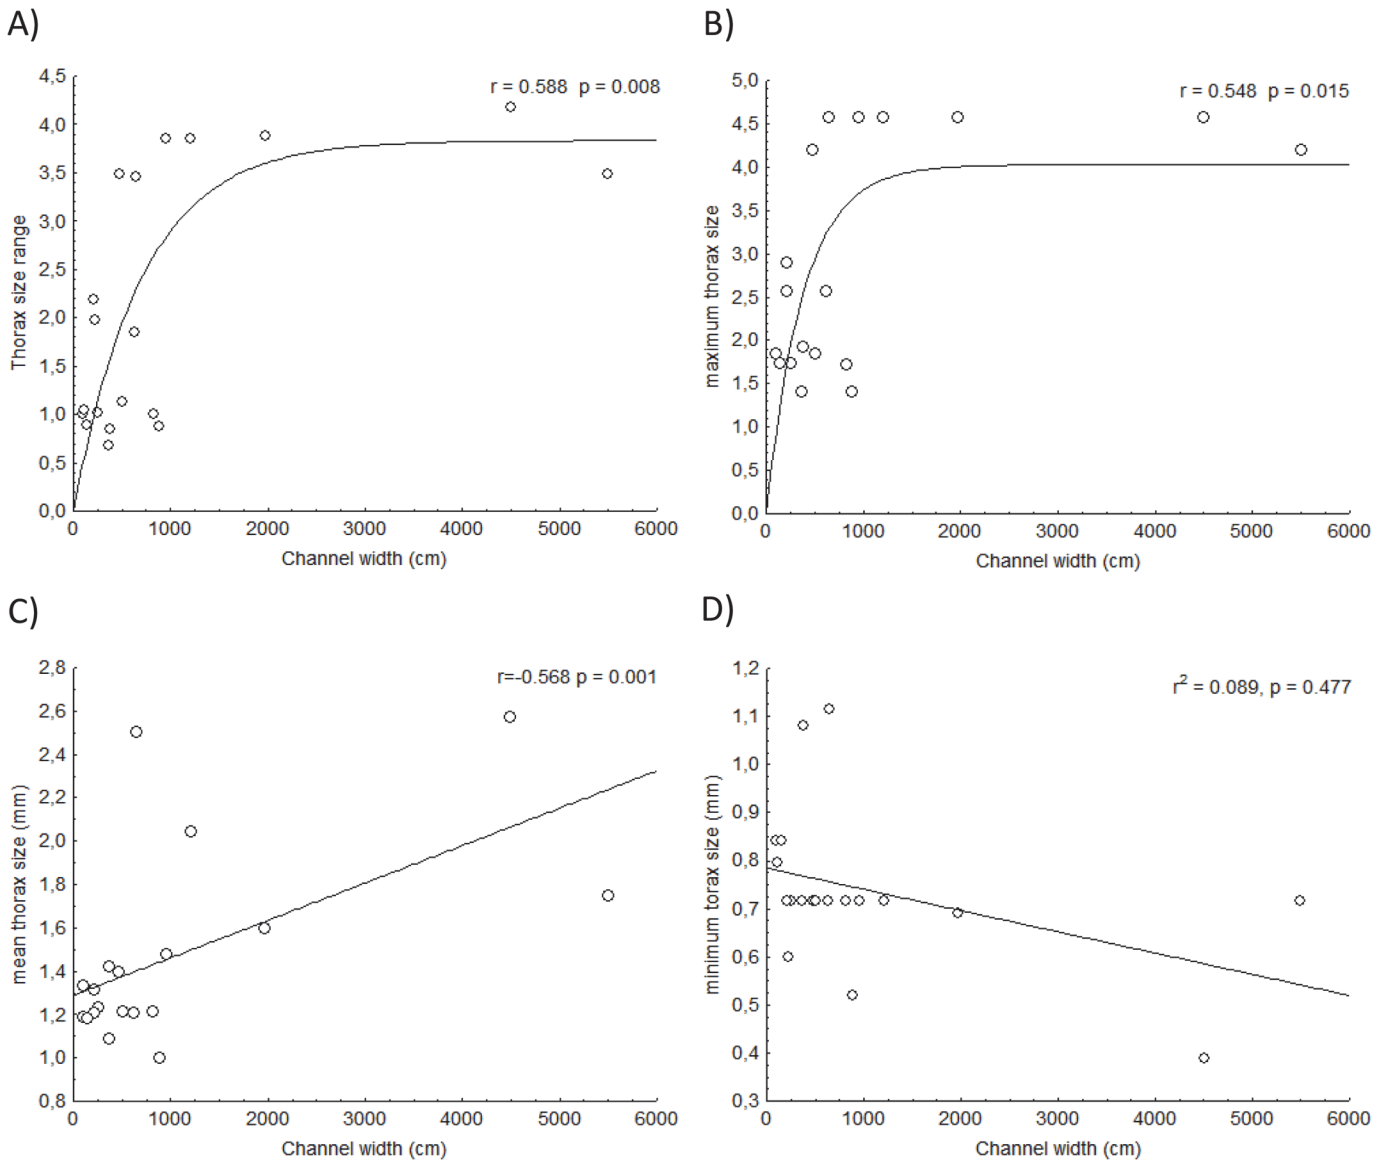 A)
r = 0.588 p = 0.008
Thorax size range
4,5
4,0
3,5
3,0
2,5
2,0
1,5
1,0
0,5
0,0
0 1000 2000 3000 4000 5000 6000
Channel width (cm)
B)
r = 0.548 p = 0.015
maximum thorax size
5,0
4,5
4,0
3,5
3,0
2,5
2,0
1,5
1,0
0,5
0,0
0 1000 2000 3000 4000 5000 6000
Channel width (cm)
C)
r=-0.568 p = 0.001
mean thorax size (mm)
2,8
2,6
2,4
2,2
2,0
1,8
1,6
1,4
1,2
1,0
0,8
0 1000 2000 3000 4000 5000 6000
Channel width (cm)
D)
r² = 0.089, p = 0.477
minimum torax size (mm)
1,2
1,1
1,0
0,9
0,8
0,7
0,6
0,5
0,4
0,3
0 1000 2000 3000 4000 5000 6000
Channel width (cm)